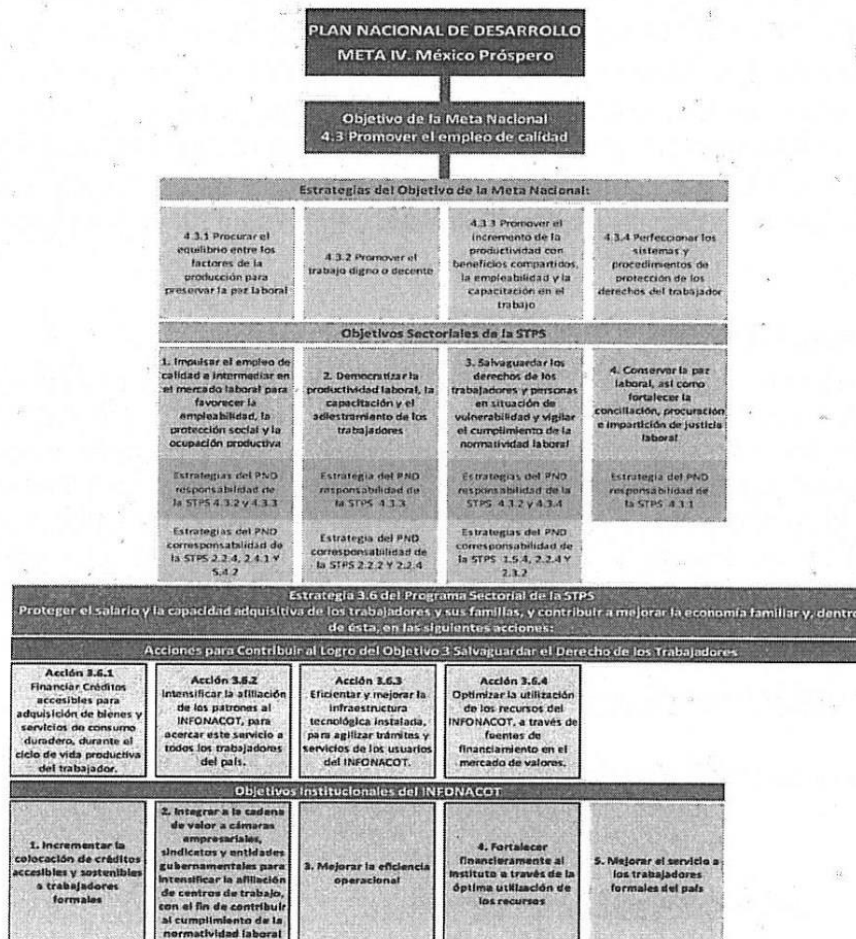 PLAN NACIONAL DE DESARROLLO
META IV. México Próspero
Objetivo de la Meta Nacional
4.3 Promover el empleo de calidad
Estrategias del Objetivo de la Meta Nacional:
4.3.1 Procurar el
equilibrio entre los
factores de la
producción para
preservar la paz laboral
4.3.2 Promover el
trabajo digno o decente
4.3.3 Promover el
incremento de la
productividad con
beneficios compartidos,
la empleabilidad y la
capacitación en el
trabajo
4.3.4 Perfeccionar los
sistemas y
procedimientos de
protección de los
derechos del trabajador
Objetivos Sectoriales de la STPS
1. Impulsar el empleo de
calidad e intermediar en
el mercado laboral para
favorecer la
empleabilidad, la
protección social y la
ocupación productiva
2. Democratizar la
productividad laboral, la
capacitación y el
adiestramiento de los
trabajadores
3. Salvaguardar los
derechos de los
trabajadores y personas
en situación de
vulnerabilidad y vigilar
el cumplimiento de la
normatividad laboral
4. Conservar la paz
laboral, así como
fortalecer la
conciliación, procuración
e impartición de justicia
laboral
Estrategias del PND
responsabilidad de
la STPS 4.3.2 y 4.3.3
Estrategia del PND
responsabilidad de
la STPS 4.3.3
Estrategias del PND
responsabilidad de la
STPS 4.3.2 y 4.3.4
Estrategia del PND
responsabilidad de
la STPS 4.3.1
Estrategias del PND
corresponsabilidad de
la STPS 2.2.4, 2.4.1 Y
5.4.2
Estrategias del PND
corresponsabilidad de
la STPS 2.2.2 Y 2.2.4
Estrategias del PND
corresponsabilidad de
la STPS 1.5.4, 2.2.4 Y
2.3.2
Estrategia 3.6 del Programa Sectorial de la STPS
Proteger el salario y la capacidad adquisitiva de los trabajadores y sus familias, y contribuir a mejorar la economía familiar y, dentro
de ésta, en las siguientes acciones:
Acciones para Contribuir al Logro del Objetivo 3 Salvaguardar el Derecho de los Trabajadores
Acción 3.6.1
Financiar Créditos
accesibles para
adquisición de bienes y
servicios de consumo
duradero, durante el
ciclo de vida productiva
del trabajador.
Acción 3.6.2
Intensificar la afiliación
de los patrones al
INFONACOT, para
acercar este servicio a
todos los trabajadores
del país.
Acción 3.6.3
Eficientar y mejorar la
infraestructura
tecnológica instalada,
para agilizar trámites y
servicios de los usuarios
del INFONACOT.
Acción 3.6.4
Optimizar la utilización
de los recursos del
INFONACOT, a través de
fuentes de
financiamiento en el
mercado de valores.
Objetivos Institucionales del INFONACOT
1. Incrementar la
colocación de créditos
accesibles y sostenibles
a trabajadores
formales
2. Integrar a la cadena
de valor a cámaras
empresariales,
sindicatos y entidades
gubernamentales para
intensificar la afiliación
de centros de trabajo,
con el fin de contribuir
al cumplimiento de la
normatividad laboral
3. Mejorar la eficiencia
operacional
4. Fortalecer
financieramente al
Instituto a través de la
óptima utilización de
los recursos
5. Mejorar el servicio a
los trabajadores
formales del país